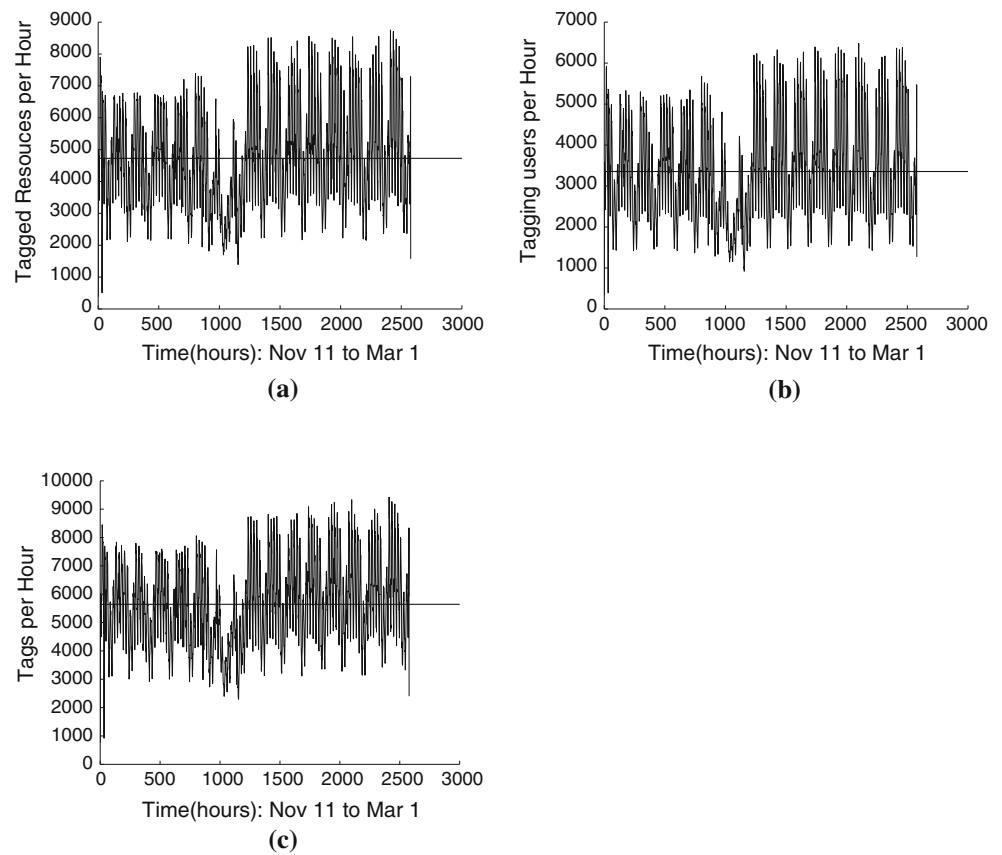 9000
8000
7000
6000
5000
4000
3000
2000
1000
0
Tagged Resouces per Hour
0 500 1000 1500 2000 2500 3000
Time(hours): Nov 11 to Mar 1
(a)
7000
6000
5000
4000
3000
2000
1000
0
Tagging users per Hour
0 500 1000 1500 2000 2500 3000
Time(hours): Nov 11 to Mar 1
(b)
10000
9000
8000
7000
6000
5000
4000
3000
2000
1000
0
Tags per Hour
0 500 1000 1500 2000 2500 3000
Time(hours): Nov 11 to Mar 1
(c)